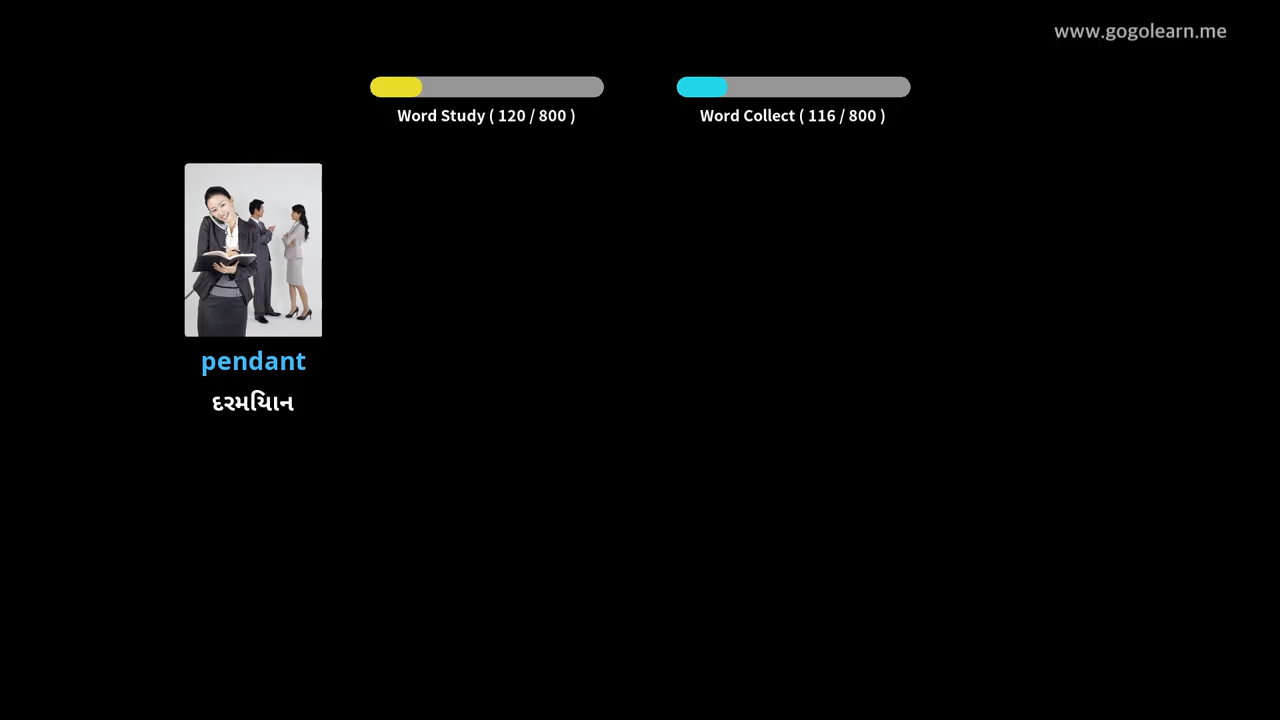 www.gogolearn.me
Word Study ( 120 / 800 )
Word Collect ( 116 / 800 )
pendant
દરમિયાન